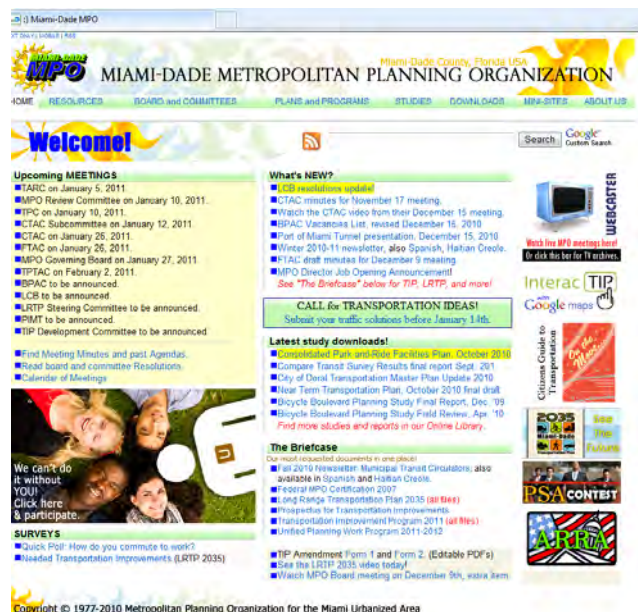 :) Miami-Dade MPO
MOBILE | RSS
MIAMI-DADE
MPO
Miami-Dade County, Florida USA
MIAMI-DADE METROPOLITAN PLANNING ORGANIZATION
HOME RESOURCES BOARD and COMMITTEES PLANS and PROGRAMS STUDIES DOWNLOADS MINI-SITES ABOUT US
Welcome!
Search Google Custom Search
Upcoming MEETINGS
TARC on January 5, 2011.
MPO Review Committee on January 10, 2011.
TPC on January 10, 2011.
CTAC Subcommittee on January 12, 2011.
CTAC on January 26, 2011.
FTAC on January 26, 2011.
MPO Governing Board on January 27, 2011.
TPTAC on February 2, 2011.
BPAC to be announced.
LCB to be announced.
LRTP Steering Committee to be announced.
PIMT to be announced.
TIP Development Committee to be announced.
Find Meeting Minutes and past Agendas.
Read board and committee Resolutions.
Calendar of Meetings
We can't do
it without
YOU!
Click here
& participate.
SURVEYS
Quick Poll: How do you commute to work?
Needed Transportation Improvements (LRTP 2035)
What's NEW?
LCB resolutions update!
CTAC minutes for November 17 meeting.
Watch the CTAC video from their December 15 meeting.
BPAC Vacancies List, revised December 16, 2010
Port of Miami Tunnel presentation, December 15, 2010
Winter 2010-11 newsletter, also Spanish, Haitian Creole.
FTAC draft minutes for December 9 meeting.
MPO Director Job Opening Announcement!
See "The Briefcase" below for TIP, LRTP, and more!
CALL for TRANSPORTATION IDEAS!
Submit your traffic solutions before January 14th.
Latest study downloads!
Consolidated Park-and-Ride Facilities Plan, October 2010
Compare Transit Survey Results final report Sept. 201
City of Doral Transportation Master Plan Update 2010
Near Term Transportation Plan, October 2010 final draft
Bicycle Boulevard Planning Study Final Report, Dec. '09
Bicycle Boulevard Planning Study Field Review, Apr. '10
Find more studies and reports in our Online Library.
The Briefcase
Our most requested documents in one place!
Fall 2010 Newsletter: Municipal Transit Circulators; also
available in Spanish and Haitian Creole.
Federal MPO Certification 2007
Long Range Transportation Plan 2035 (all files)
Prospectus for Transportation Improvements
Transportation Improvement Program 2011 (all files)
Unified Planning Work Program 2011-2012
TIP Amendment Form 1 and Form 2. (Editable PDFs)
See the LRTP 2035 video today!
Watch MPO Board meeting on December 9th, extra item
WEBCASTER
Watch live MPO meetings here!
Or click this bar for TV archives.
Interac TIP
with
Google maps
Citizens Guide to
Transportation
On the
2035
Miami-Dade
See
The
Future
PSA CONTEST
ARRA
Copyright © 1977-2010 Metropolitan Planning Organization for the Miami Urbanized Area